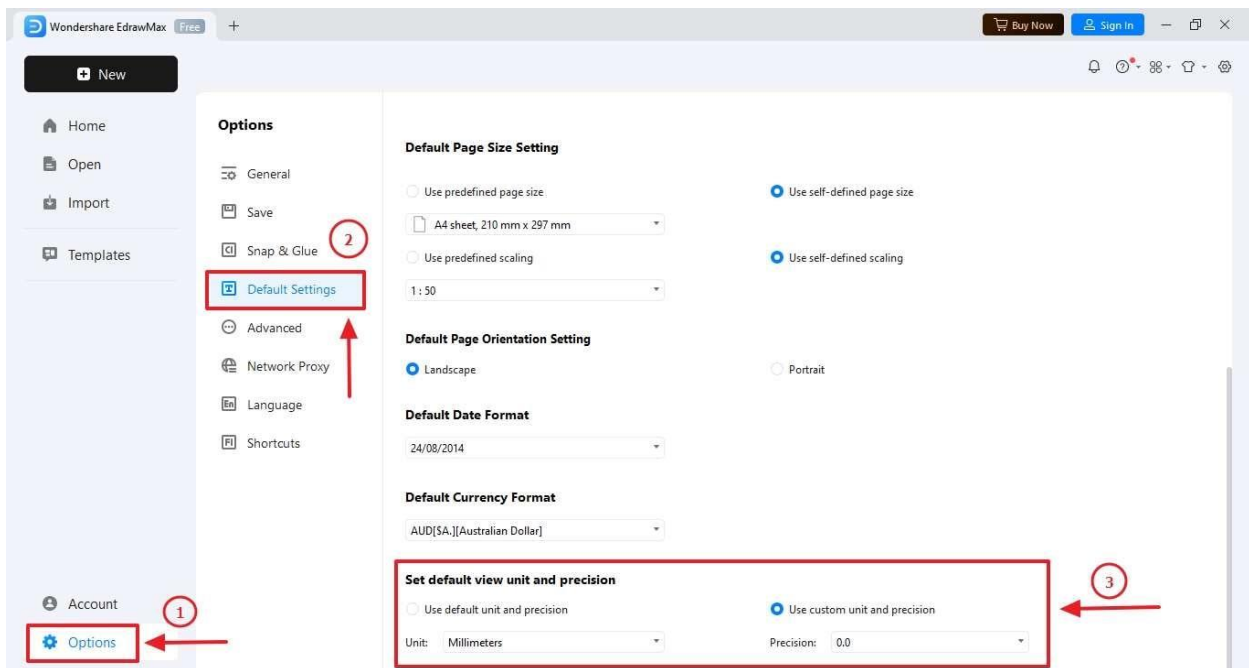 Wondershare EdrawMax Free +
Buy Now
Sign In
New
Home
Open
Import
Templates
Account
1
Options
Options
General
Save
Snap & Glue
2
Default Settings
Advanced
Network Proxy
Language
Shortcuts
Default Page Size Setting
Use predefined page size Use self-defined page size
A4 sheet, 210 mm x 297 mm
Use predefined scaling Use self-defined scaling
1 : 50
Default Page Orientation Setting
Landscape Portrait
Default Date Format
24/08/2014
Default Currency Format
AUD[$A.][Australian Dollar]
Set default view unit and precision
3
Use default unit and precision Use custom unit and precision
Unit: Millimeters Precision: 0.0